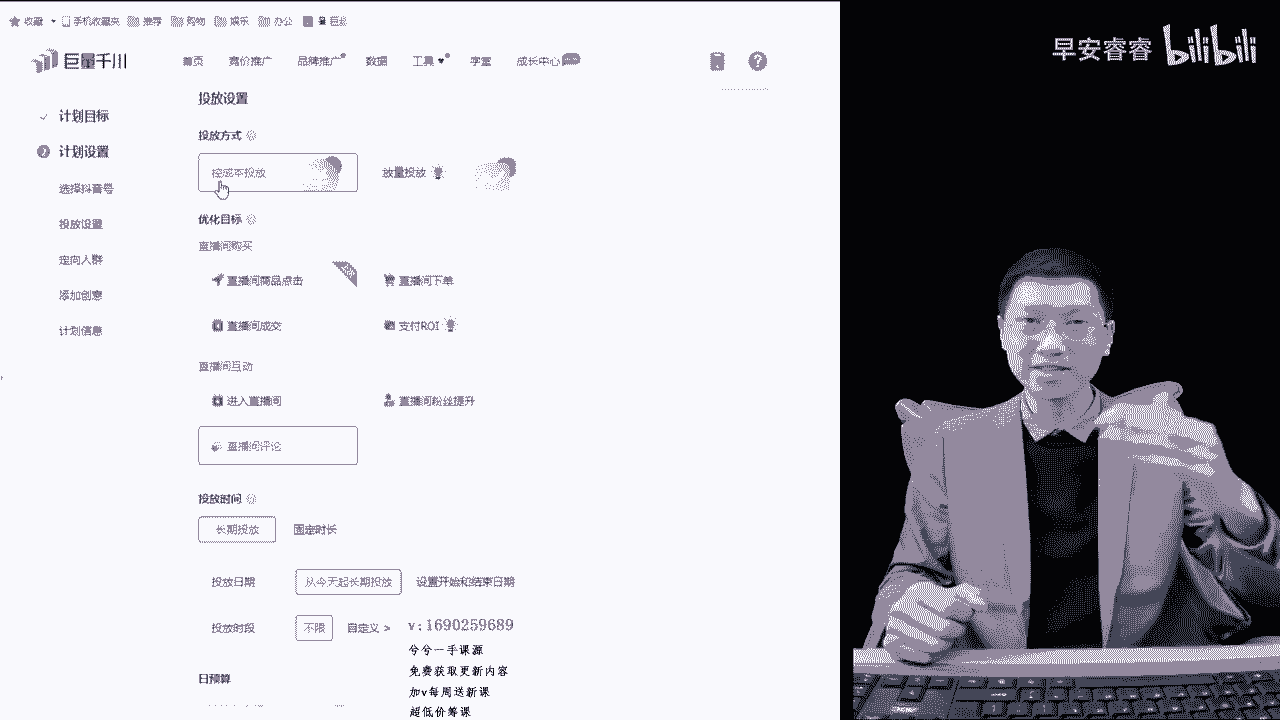 收藏 手机收藏夹 推荐 购物 娱乐 办公
早安睿睿 bilibili
巨量千川 首页 竞价推广 品牌推广 数据 工具 学堂 成长中心
计划目标
计划设置
选择抖音号
投放设置
定向人群
添加创意
计划信息
投放设置
投放方式
控成本投放 放量投放
优化目标
直播间购买
直播间商品点击 直播间下单
直播间成交 支付ROI
直播间互动
进入直播间 直播间粉丝提升
直播间评论
投放时间
长期投放 固定时长
投放日期 从今天起长期投放 设置开始和结束日期
投放时段 不限 自定义 >
日预算
v:1690259689
兮兮一手课源
免费获取更新内容
加v每周送新课
超低价筹课